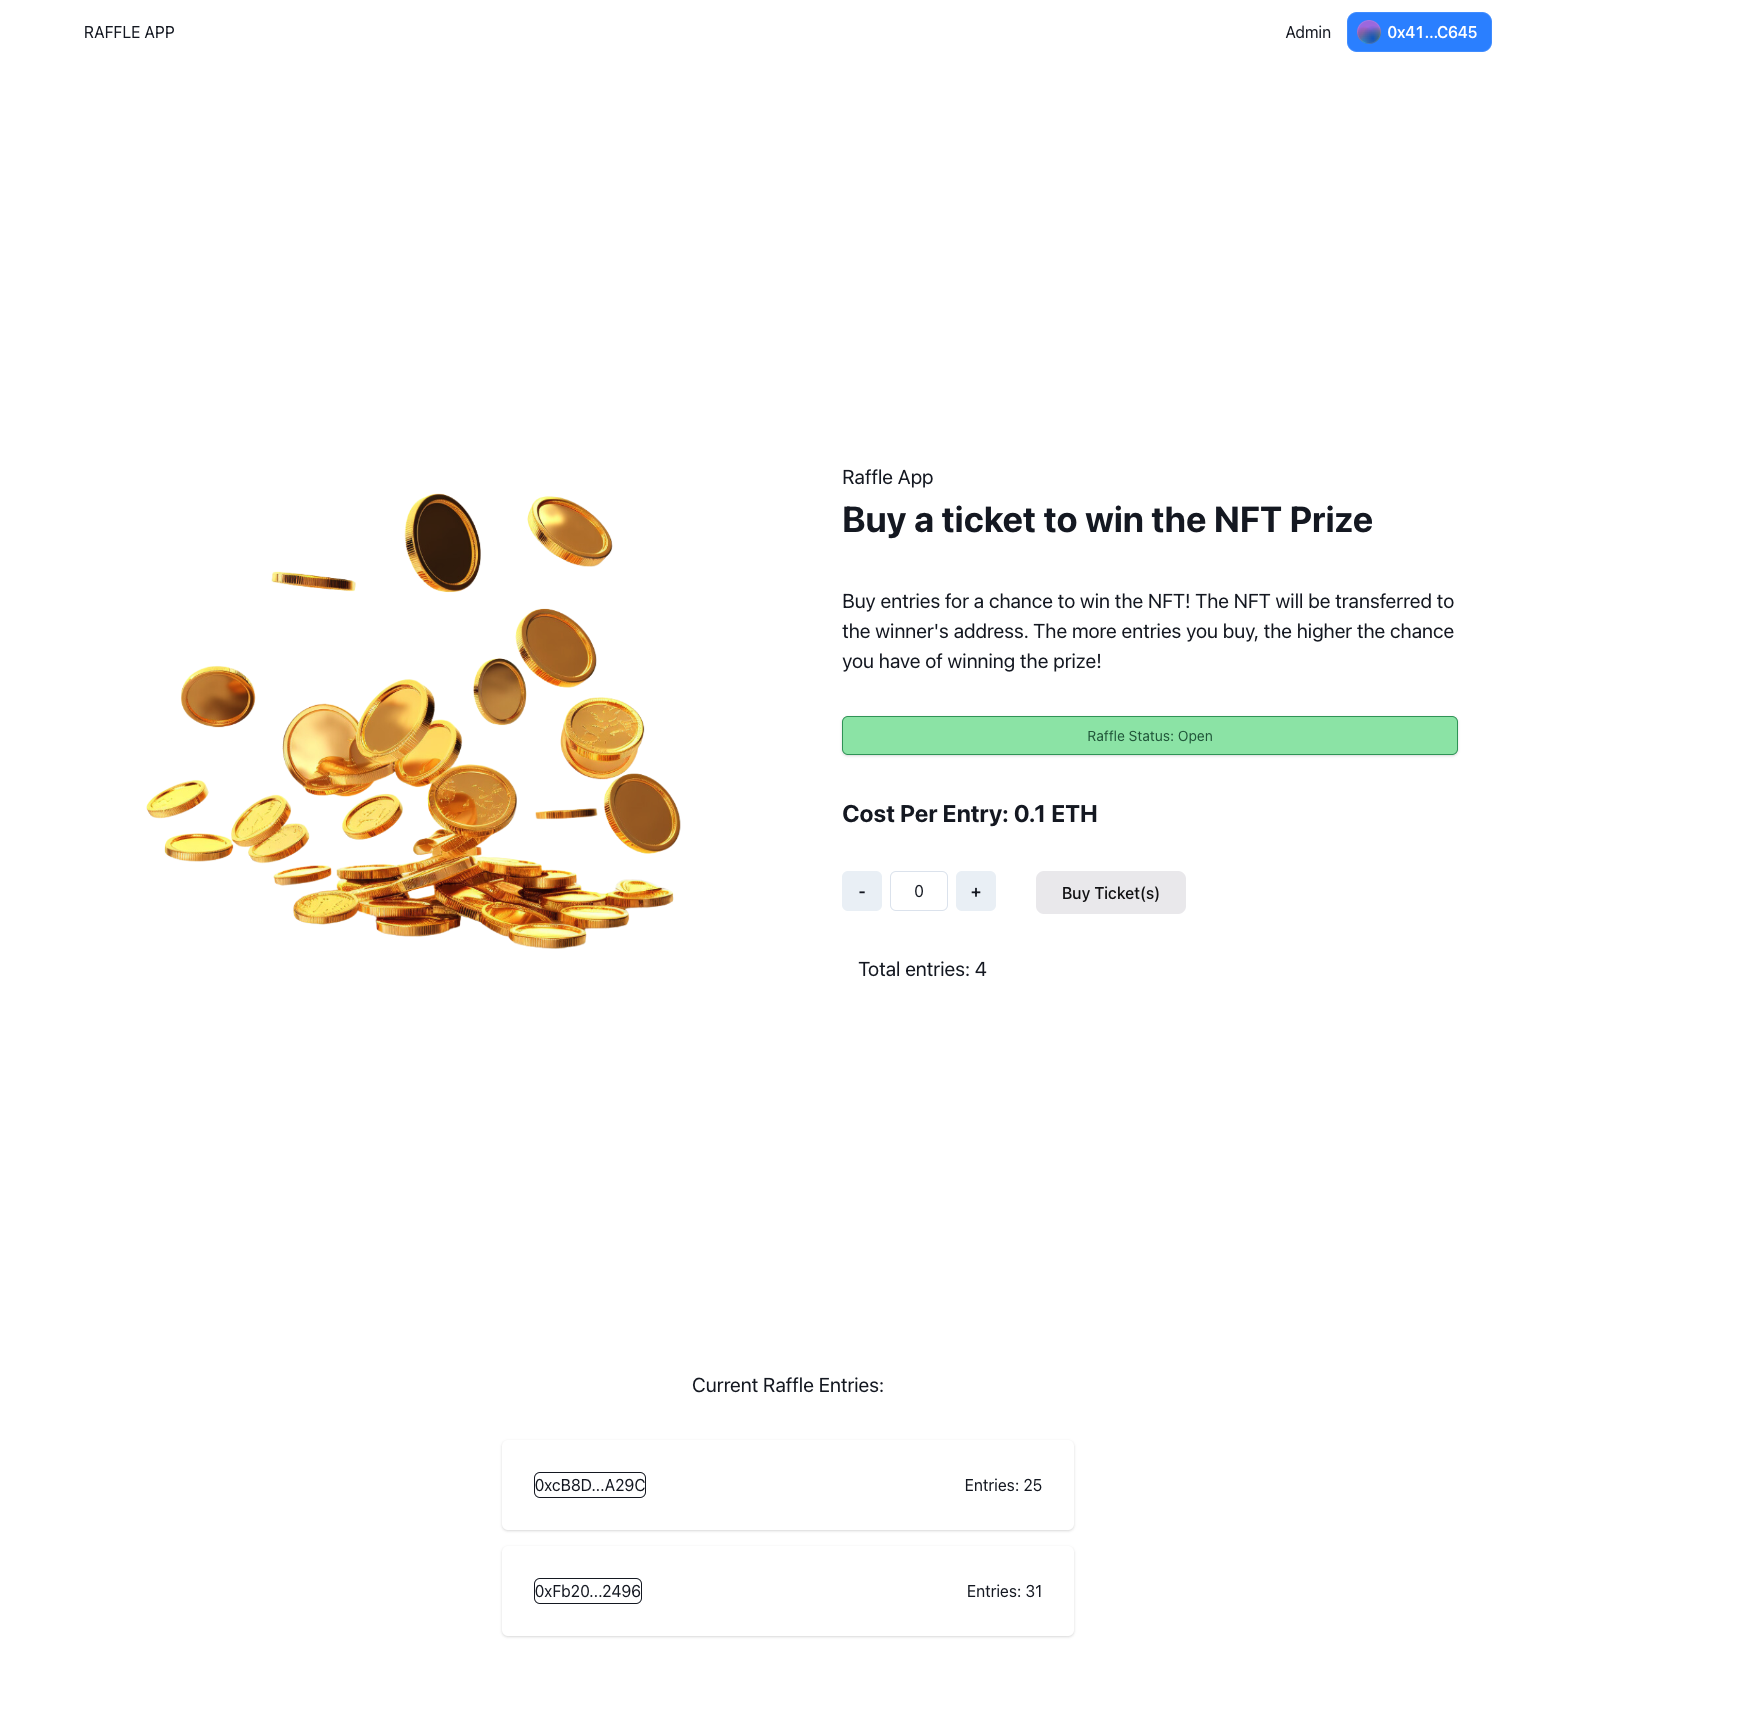 RAFFLE APP
Admin
0x41...C645
Raffle App
Buy a ticket to win the NFT Prize
Buy entries for a chance to win the NFT! The NFT will be transferred to
the winner's address. The more entries you buy, the higher the chance
you have of winning the prize!
Raffle Status: Open
Cost Per Entry: 0.1 ETH
- 0 + Buy Ticket(s)
Total entries: 4
Current Raffle Entries:
0xcB8D...A29C Entries: 25
0xFb20...2496 Entries: 31